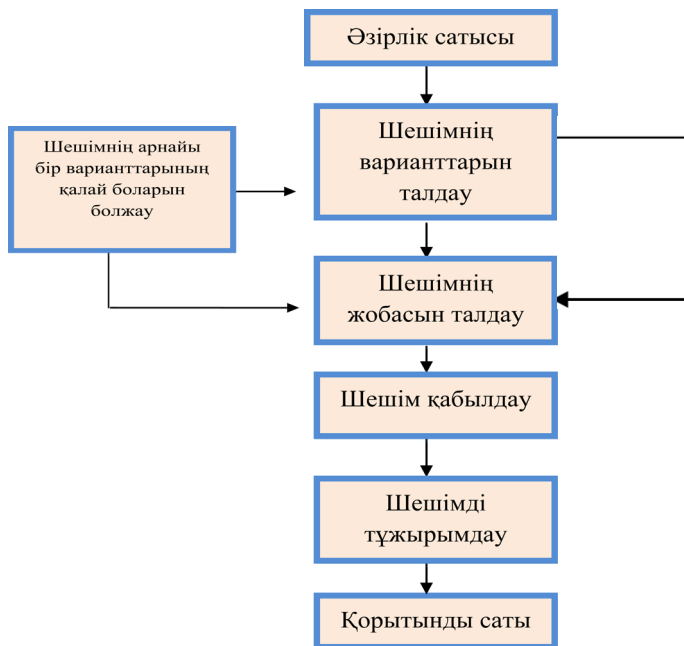 Әзірлік сатысы
Шешімнің
варианттарын
талдау
Шешімнің арнайы
бір варианттарының
қалай боларын
болжау
Шешімнің
жобасын талдау
Шешім қабылдау
Шешімді
тұжырымдау
Қорытынды саты